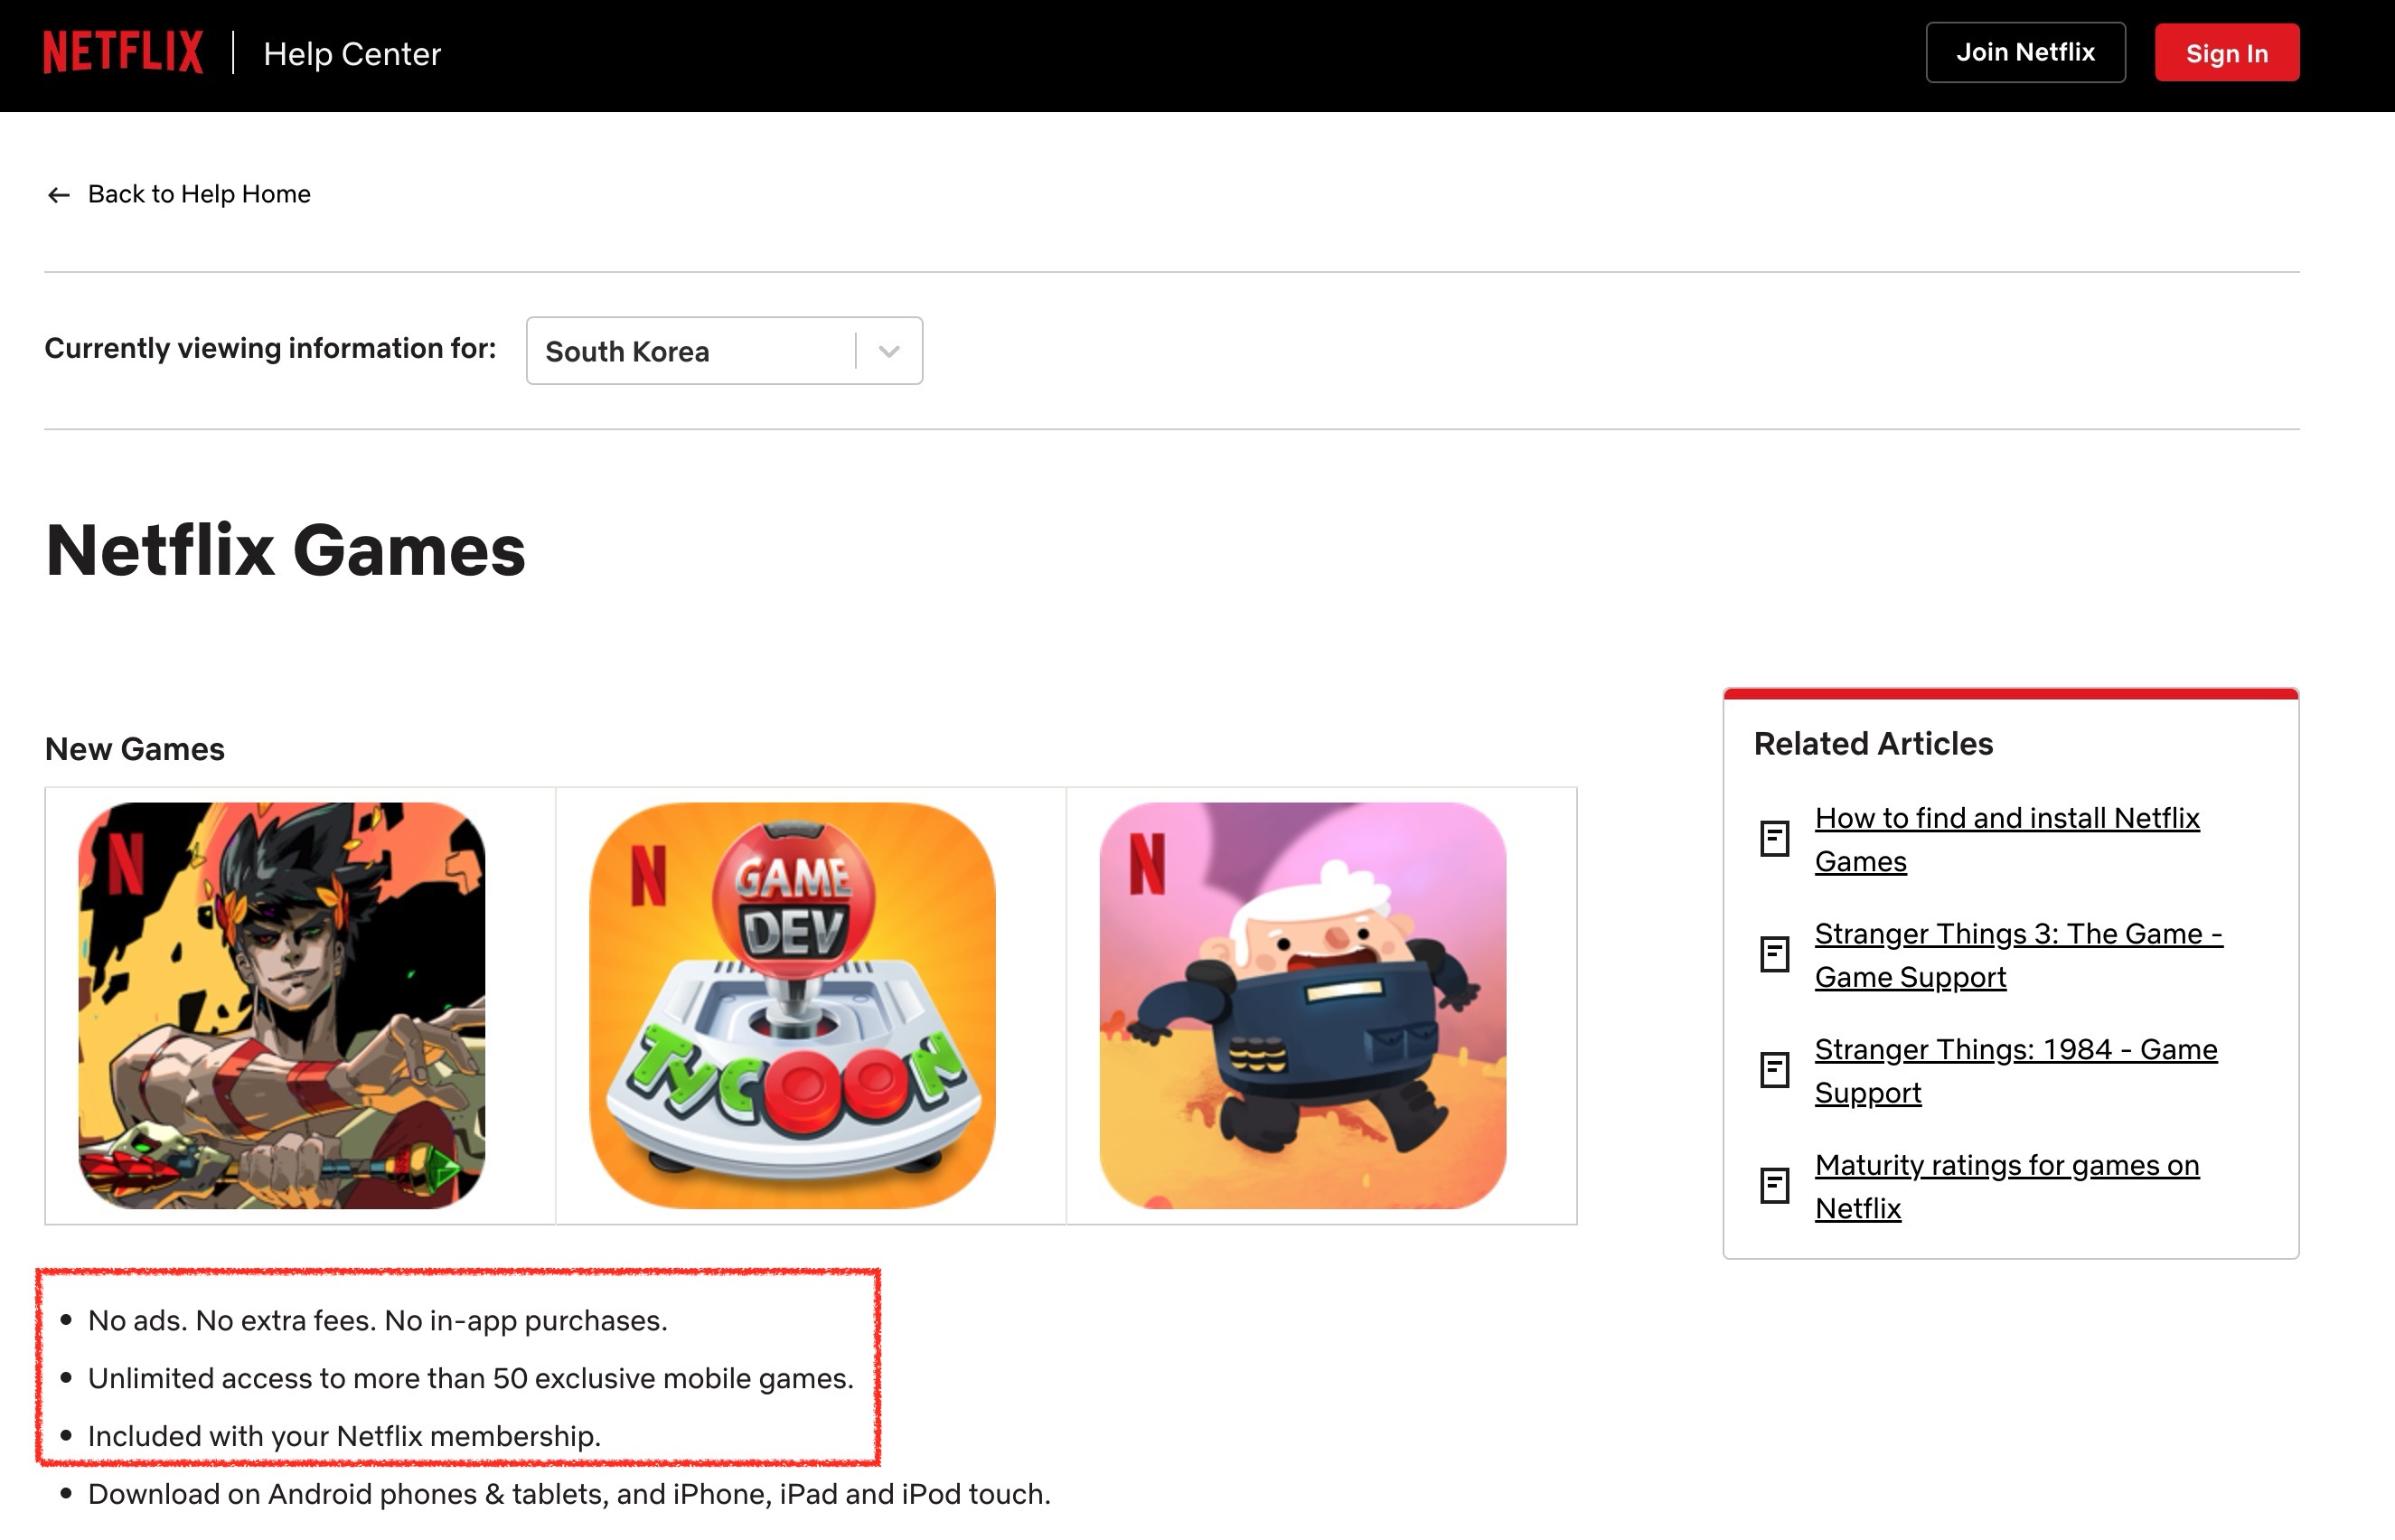 NETFLIX
Help Center
Join Netflix
Sign In
Back to Help Home
Currently viewing information for:
South Korea
Netflix Games
New Games
N
N
GAME
DEV
TYCOON
N
Related Articles
How to find and install Netflix
Games
Stranger Things 3: The Game -
Game Support
Stranger Things: 1984 - Game
Support
Maturity ratings for games on
Netflix
• No ads. No extra fees. No in-app purchases.
• Unlimited access to more than 50 exclusive mobile games.
• Included with your Netflix membership.
• Download on Android phones & tablets, and iPhone, iPad and iPod touch.